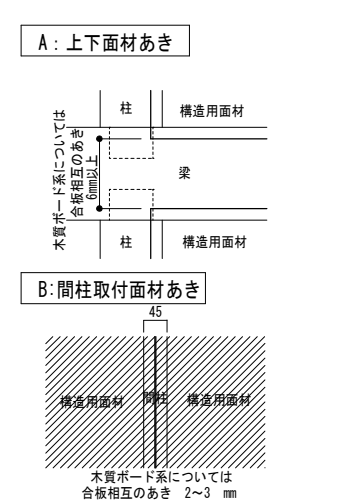 A：上下面材あき
柱
構造用面材
木質ボード系については
合板相互のあき
6mm以上
梁
柱
構造用面材
B:間柱取付面材あき
45
構造用面材
間柱
構造用面材
木質ボード系については
合板相互のあき 2～3 mm